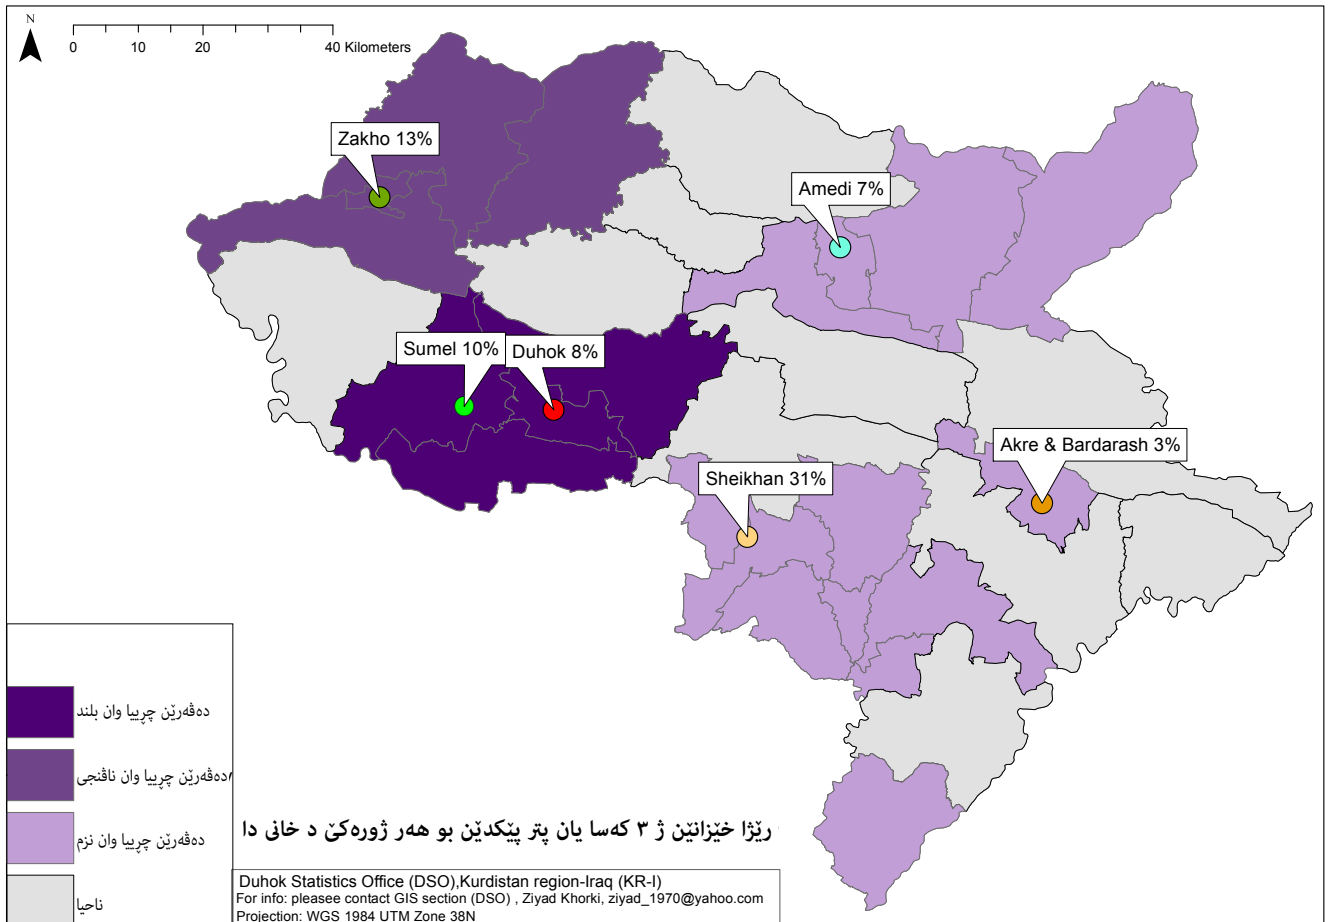 N
0 10 20 40 Kilometers
Zakho 13%
Amedi 7%
Sumel 10%
Duhok 8%
Akre & Bardarash 3%
Sheikhan 31%
دەڤەرێن چڕییا وان بلند
دەڤەرێن چڕییا وان ناڤنجی
دەڤەرێن چڕییا وان نزم
ناحیا
رێژا خێزانێن ژ ٣ کەسا یان پتر پێکدێن بو هەر ژورەکێ د خانی دا
Duhok Statistics Office (DSO),Kurdistan region-Iraq (KR-I)
For info: pleasee contact GIS section (DSO) , Ziyad Khorki, ziyad_1970@yahoo.com
Projection: WGS 1984 UTM Zone 38N